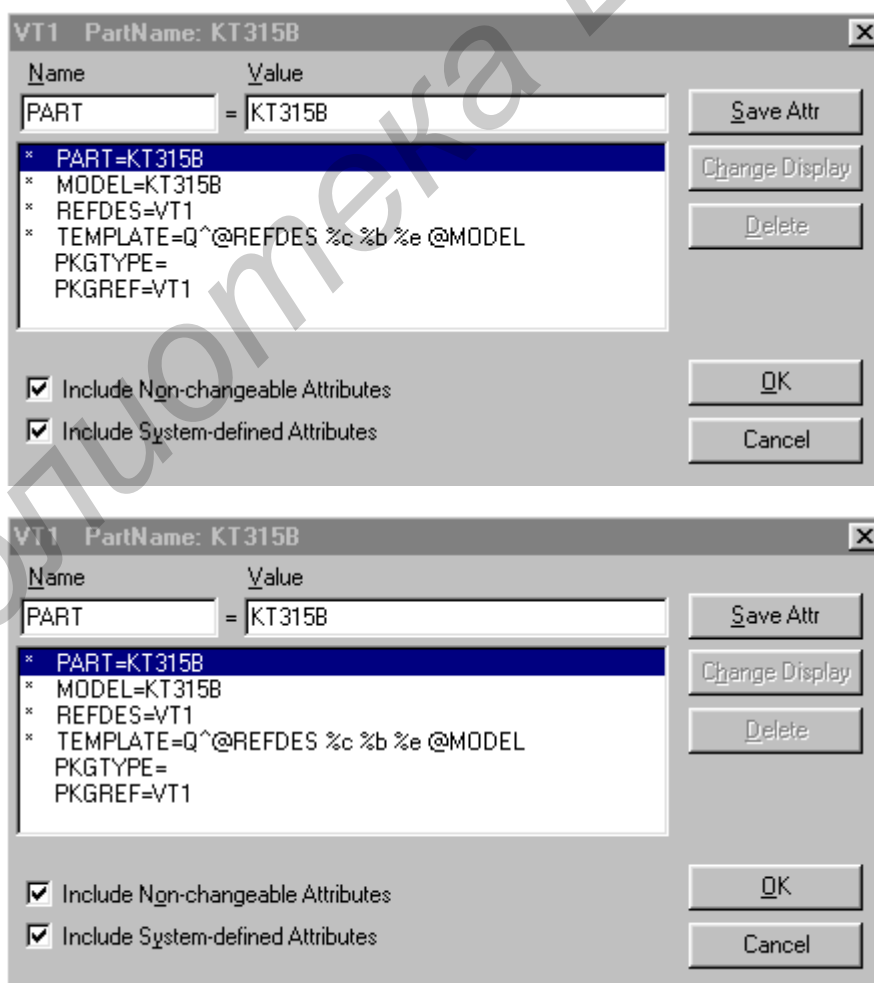 VT1 PartName: KT315B
Name Value
PART = KT315B Save Attr
* PART=KT315B
Change Display
* MODEL=KT315B
* REFDES=VT1
* TEMPLATE=Q^@REFDES %c %b %e @MODEL
Delete
PKGTYPE=
PKGREF=VT1
Include Non-changeable Attributes
OK
Include System-defined Attributes
Cancel
VT1 PartName: KT315B
Name Value
PART = KT315B Save Attr
* PART=KT315B
Change Display
* MODEL=KT315B
* REFDES=VT1
* TEMPLATE=Q^@REFDES %c %b %e @MODEL
Delete
PKGTYPE=
PKGREF=VT1
Include Non-changeable Attributes
OK
Include System-defined Attributes
Cancel